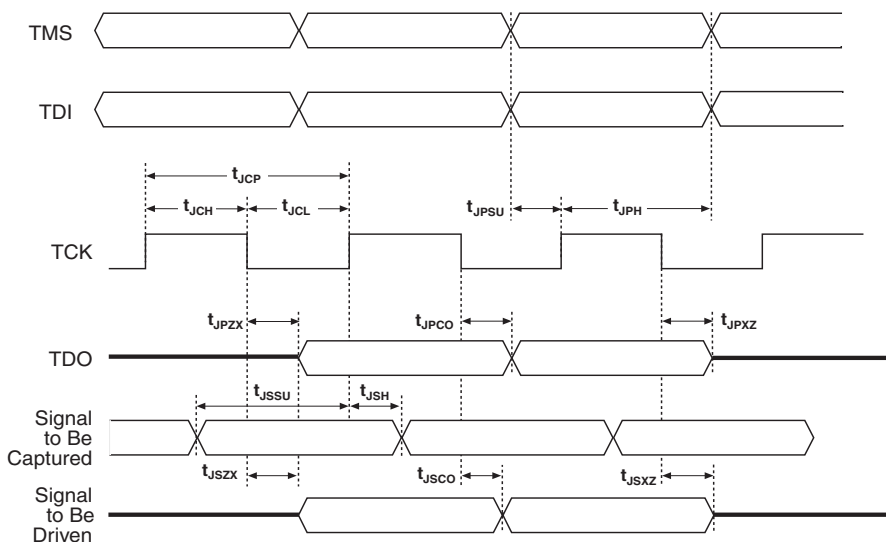 TMS
TDI
tJCP
tJCH tJCL tJPSU tJPH
TCK
tJPZX tJPCO tJPXZ
TDO
tJSSU tJSH
Signal
to Be
Captured
tJSZX tJSCO tJSXZ
Signal
to Be
Driven